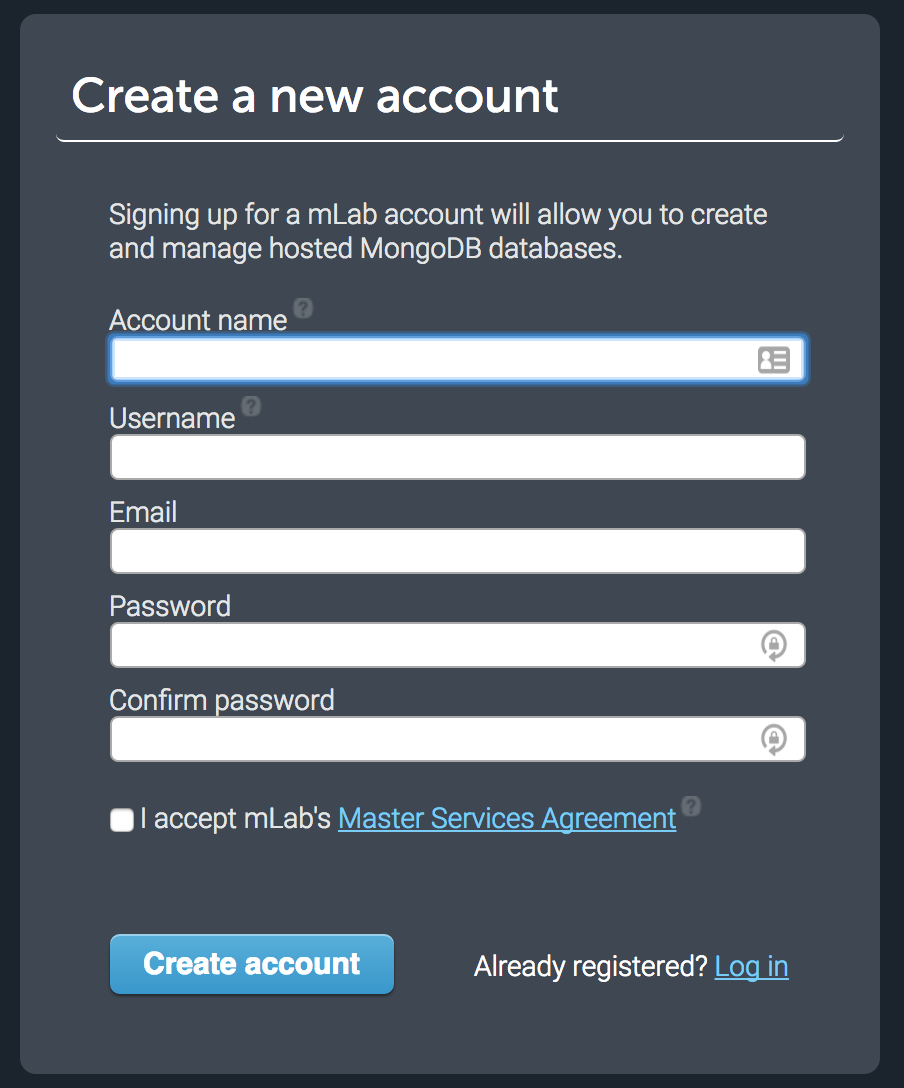 Create a new account
Signing up for a mLab account will allow you to create
and manage hosted MongoDB databases.
Account name ?
Username ?
Email
Password
Confirm password
I accept mLab's Master Services Agreement ?
Create account
Already registered? Log in